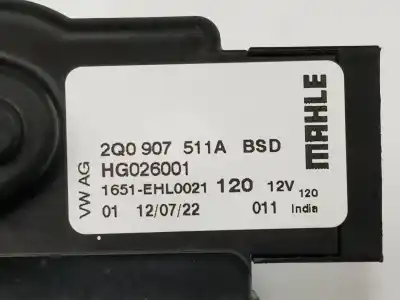 VW AG
2Q0 907 511A BSD
HG026001
1651-EHL0021 120 12V 120
01 12/07/22 011 India
MAHLE